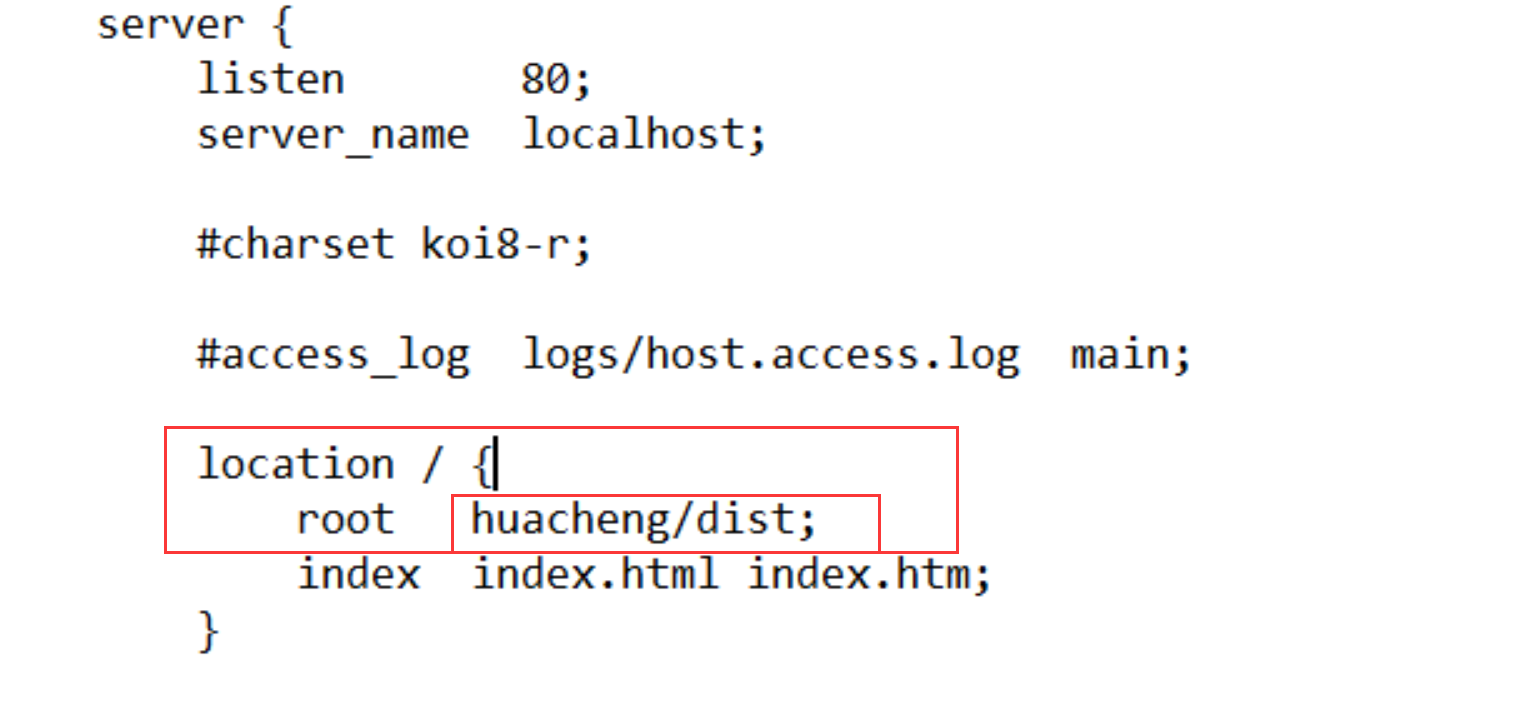 server {
listen 80;
server_name localhost;
#charset koi8-r;
#access_log logs/host.access.log main;
location / {
root huacheng/dist;
index index.html index.htm;
}